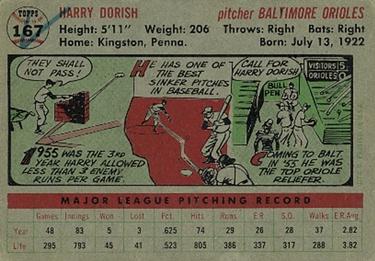 TOPPS
167
HARRY DORISH
pitcher BALTIMORE ORIOLES
Height: 5'11" Weight: 206 Throws: Right Bats: Right
Home: Kingston, Penna. Born: July 13, 1922
THEY SHALL
NOT PASS!
1955 WAS THE 3RD
YEAR HARRY ALLOWED
LESS THAN 3 ENEMY
RUNS PER GAME.
HE HAS ONE OF
THE BEST
SINKER PITCHES
IN BASEBALL.
CALL FOR
HARRY DORISH
BULL
PEN
VISITORS 5
ORIOLES 0
COMING TO BALT
IN '55 HE WAS
THE TOP ORIOLE
RELIEFER.
MAJOR LEAGUE PITCHING RECORD
Games Innings Won Lost Pct. Hits Runs E.R. S.O. Walks E.R.Avg
Year 48 83 5 3 .625 74 29 26 28 37 2.82
Life 295 793 45 41 .523 805 386 337 317 288 3.82